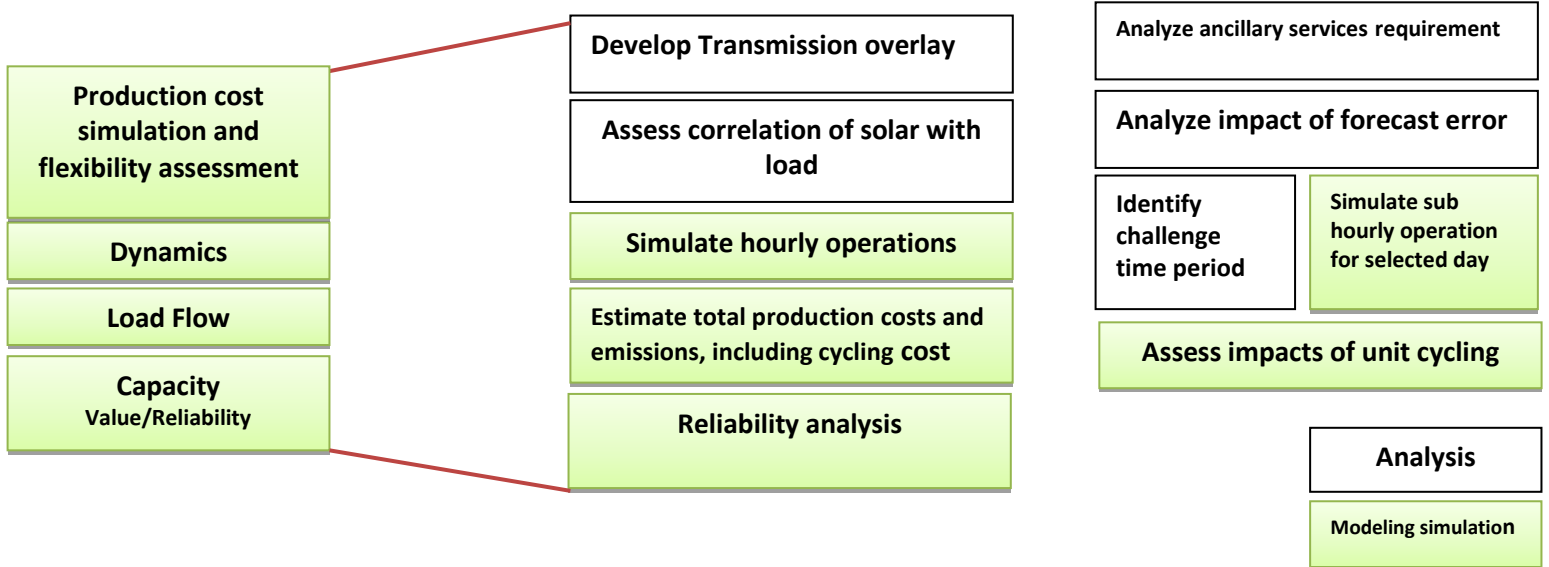 Production cost
simulation and
flexibility assessment
Dynamics
Load Flow
Capacity
Value/Reliability
Develop Transmission overlay
Assess correlation of solar with
load
Simulate hourly operations
Estimate total production costs and
emissions, including cycling cost
Reliability analysis
Analyze ancillary services requirement
Analyze impact of forecast error
Identify
challenge
time period
Simulate sub
hourly operation
for selected day
Assess impacts of unit cycling
Analysis
Modeling simulation